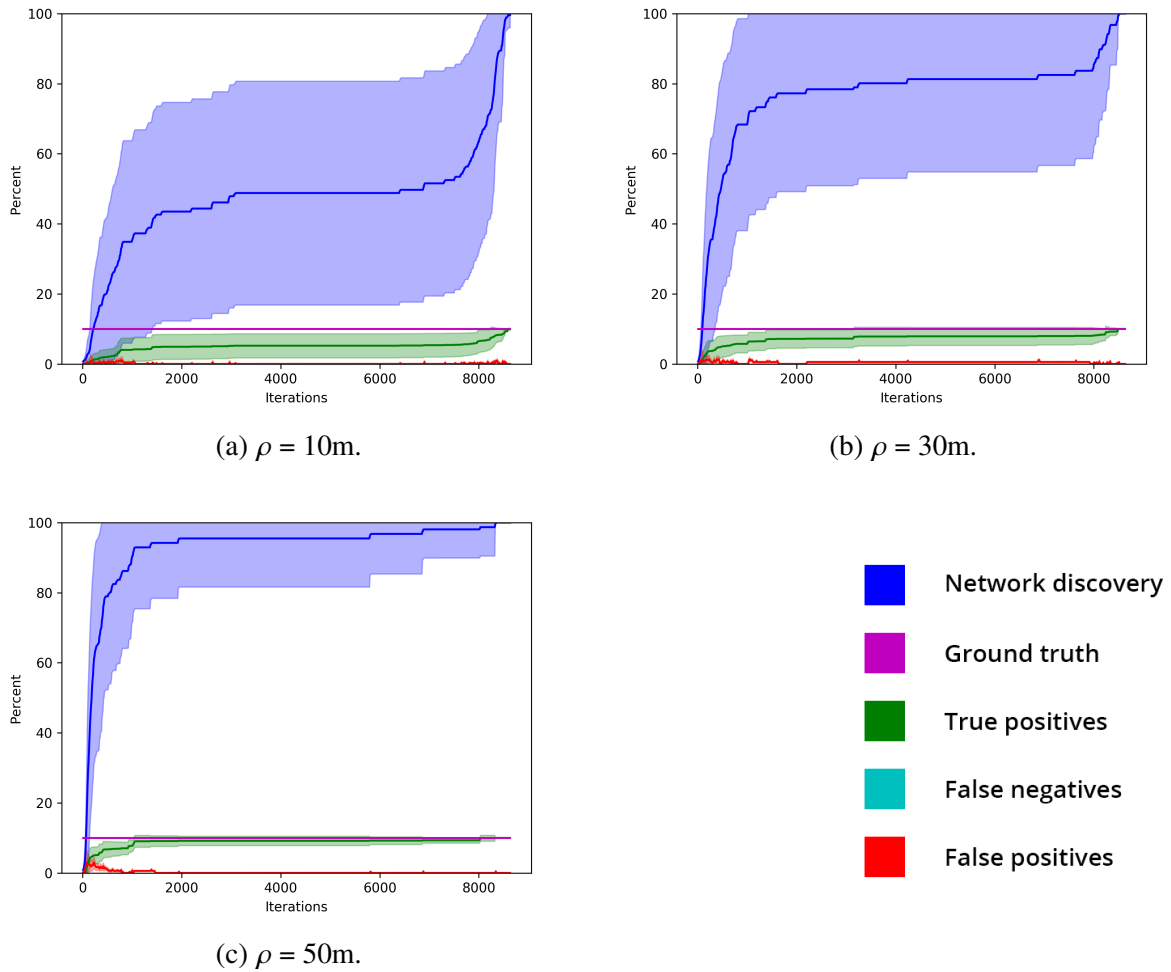 100
80
60
40
20
0
Percent
0 2000 4000 6000 8000
Iterations
(a) ρ = 10m.
100
80
60
40
20
0
Percent
0 2000 4000 6000 8000
Iterations
(b) ρ = 30m.
100
80
60
40
20
0
Percent
0 2000 4000 6000 8000
Iterations
(c) ρ = 50m.
Network discovery
Ground truth
True positives
False negatives
False positives